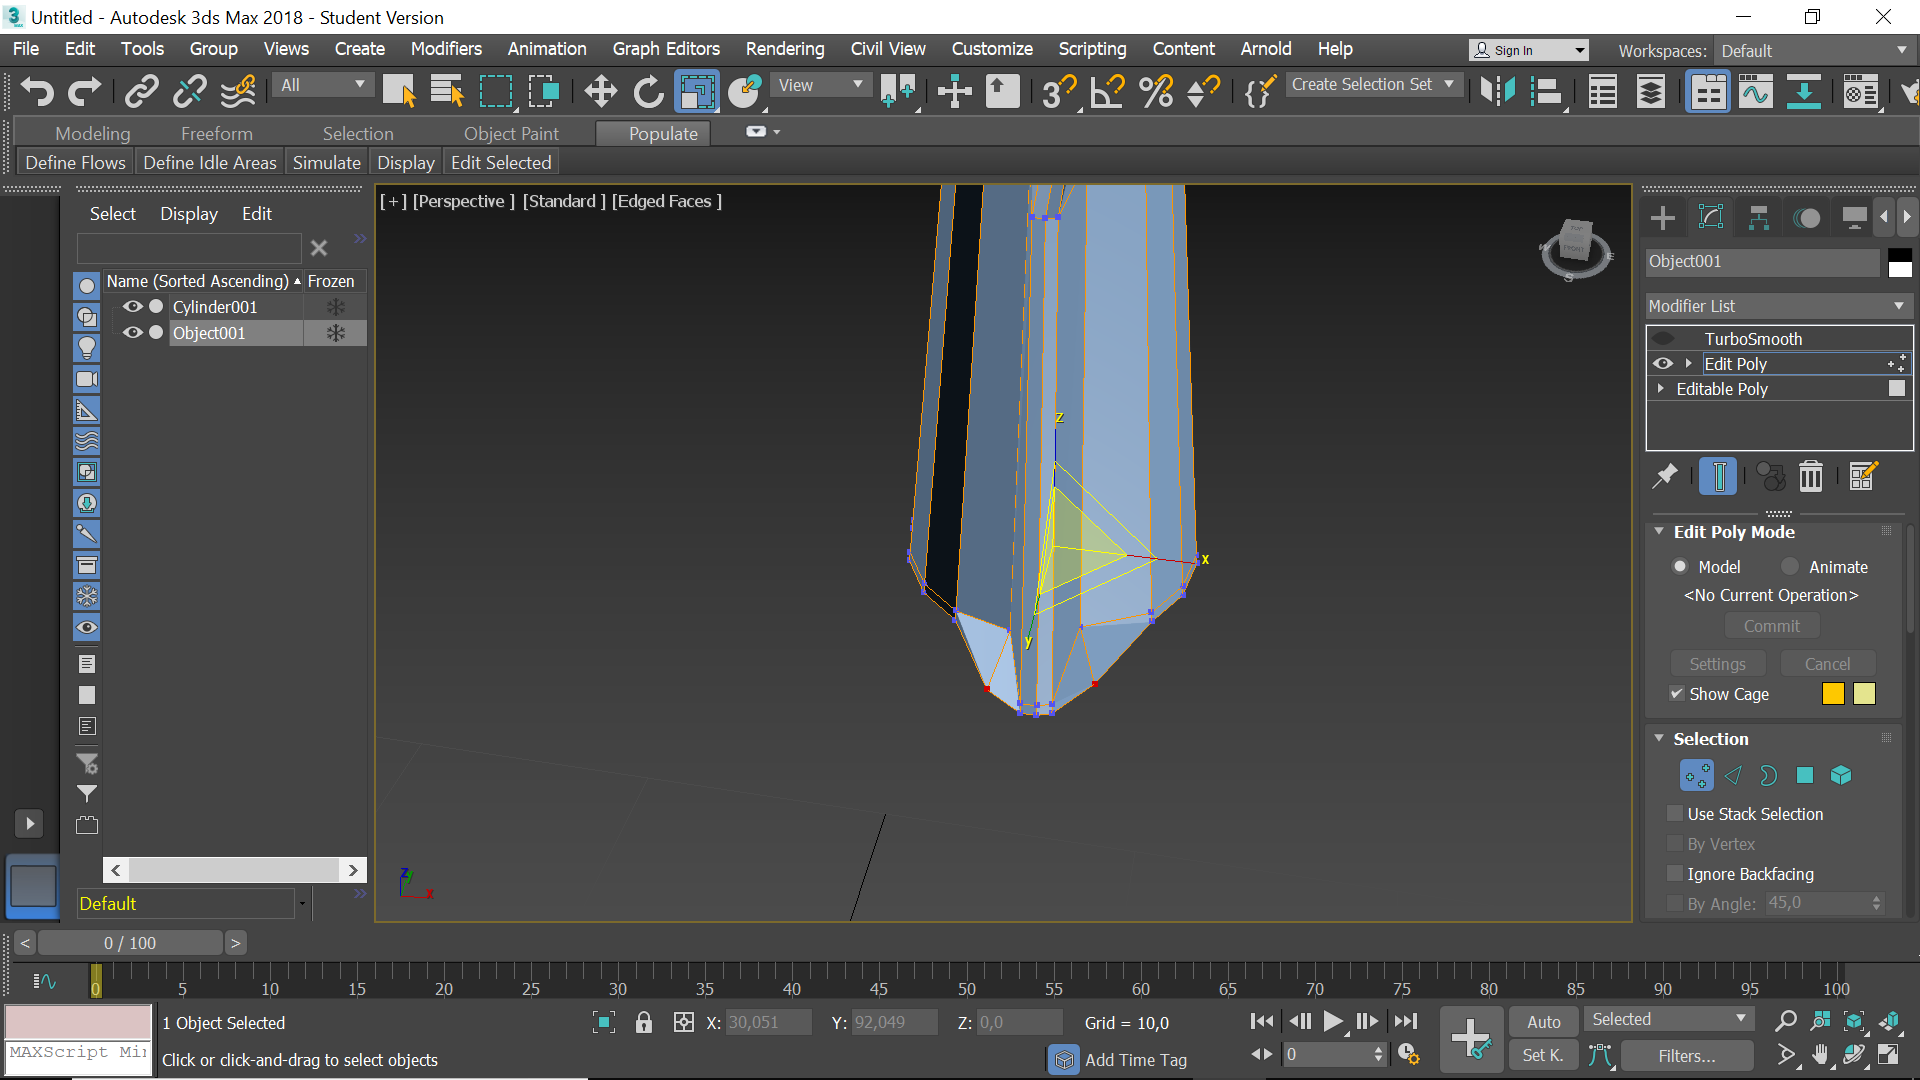 Untitled - Autodesk 3ds Max 2018 - Student Version
File Edit Tools Group Views Create Modifiers Animation Graph Editors Rendering Civil View Customize Scripting Content Arnold Help Sign In Workspaces: Default
All View 3 Create Selection Set
Modeling Freeform Selection Object Paint Populate
Define Flows Define Idle Areas Simulate Display Edit Selected
Select Display Edit
[ + ] [Perspective ] [Standard ] [Edged Faces ]
Name (Sorted Ascending) Frozen
Cylinder001
Object001
z
x
y
TOP
FRONT
W
E
S
Object001
Modifier List
TurboSmooth
Edit Poly
Editable Poly
Edit Poly Mode
Model Animate
<No Current Operation>
Commit
Settings Cancel
Show Cage
Selection
Use Stack Selection
By Vertex
Ignore Backfacing
By Angle: 45,0
Default
z
y
x
< 0 / 100 >
0 5 10 15 20 25 30 35 40 45 50 55 60 65 70 75 80 85 90 95 100
1 Object Selected X: 30,051 Y: 92,049 Z: 0,0 Grid = 10,0 Auto Selected
MAXScript Mi Click or click-and-drag to select objects Add Time Tag 0 Set K. Filters...